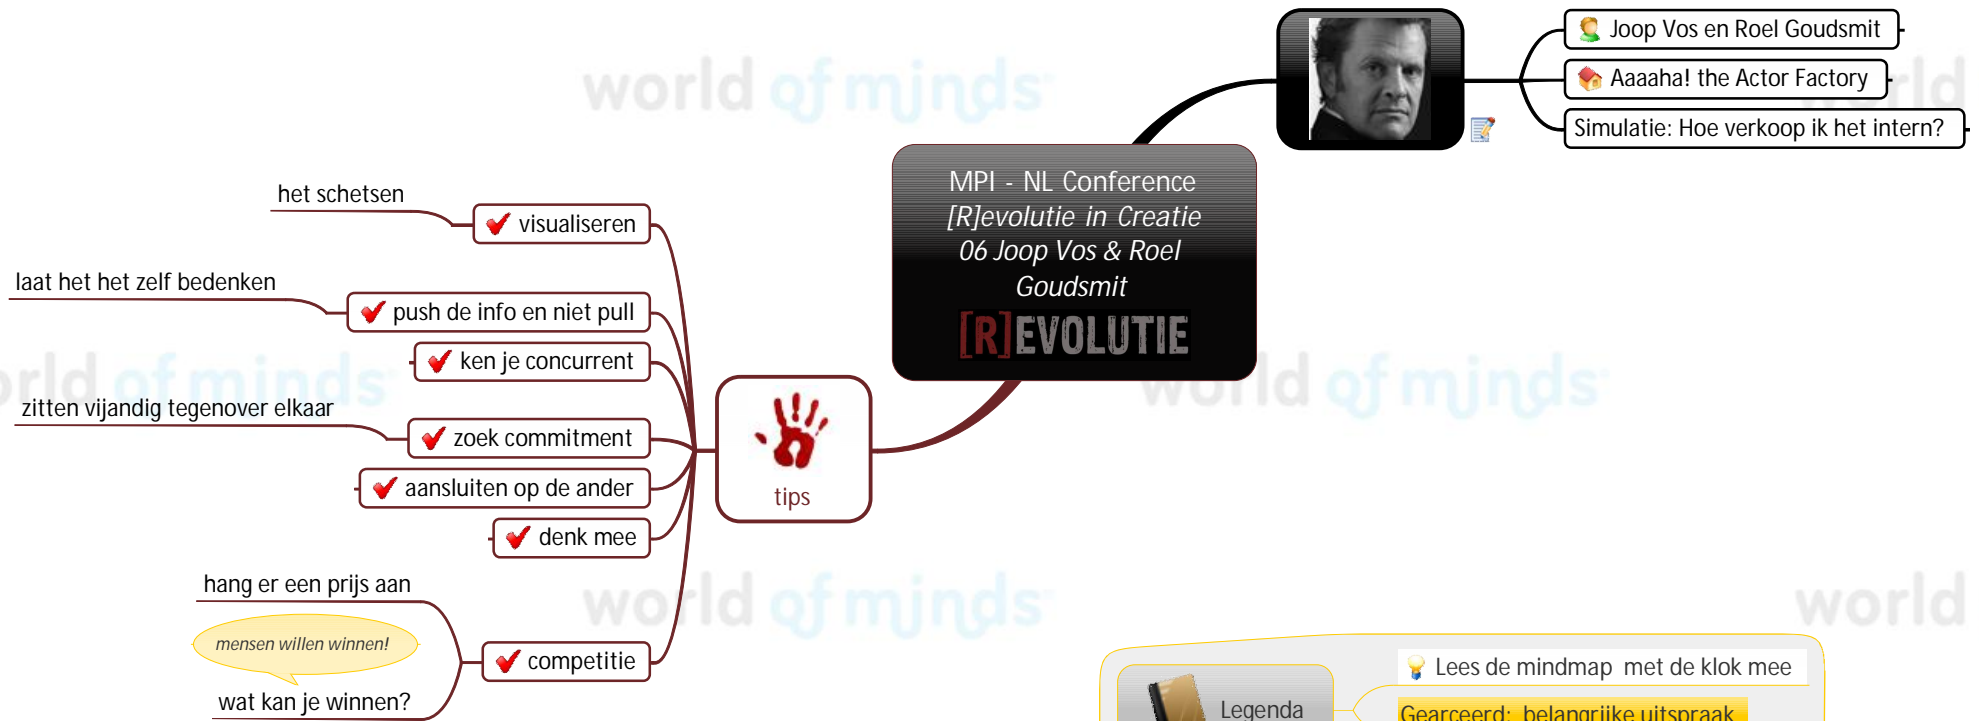 world of minds
Joop Vos en Roel Goudsmit
Aaaaha! the Actor Factory
rld
Simulatie: Hoe verkoop ik het intern?
MPI - NL Conference
[R]evolutie in Creatie
06 Joop Vos & Roel
Goudsmit
[R]EVOLUTIE
het schetsen
visualiseren
laat het het zelf bedenken
push de info en niet pull
ken je concurrent
orld of minds
world of minds
zitten vijandig tegenover elkaar
zoek commitment
aansluiten op de ander
tips
denk mee
hang er een prijs aan
world of minds
world
mensen willen winnen!
competitie
wat kan je winnen?
Lees de mindmap met de klok mee
Legenda
Gearceerd: belangrijke uitspraak